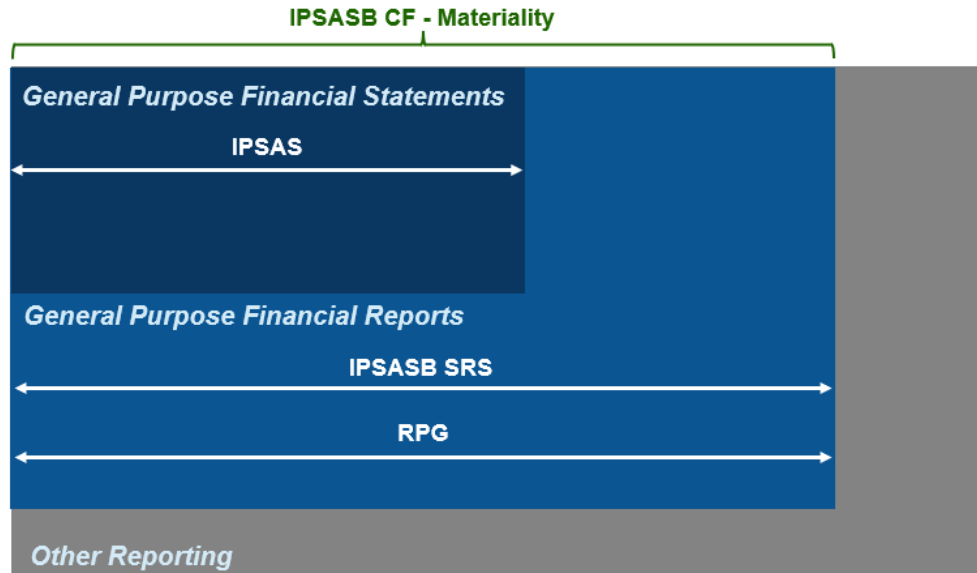 IPSASB CF - Materiality
General Purpose Financial Statements
IPSAS
General Purpose Financial Reports
IPSASB SRS
RPG
Other Reporting